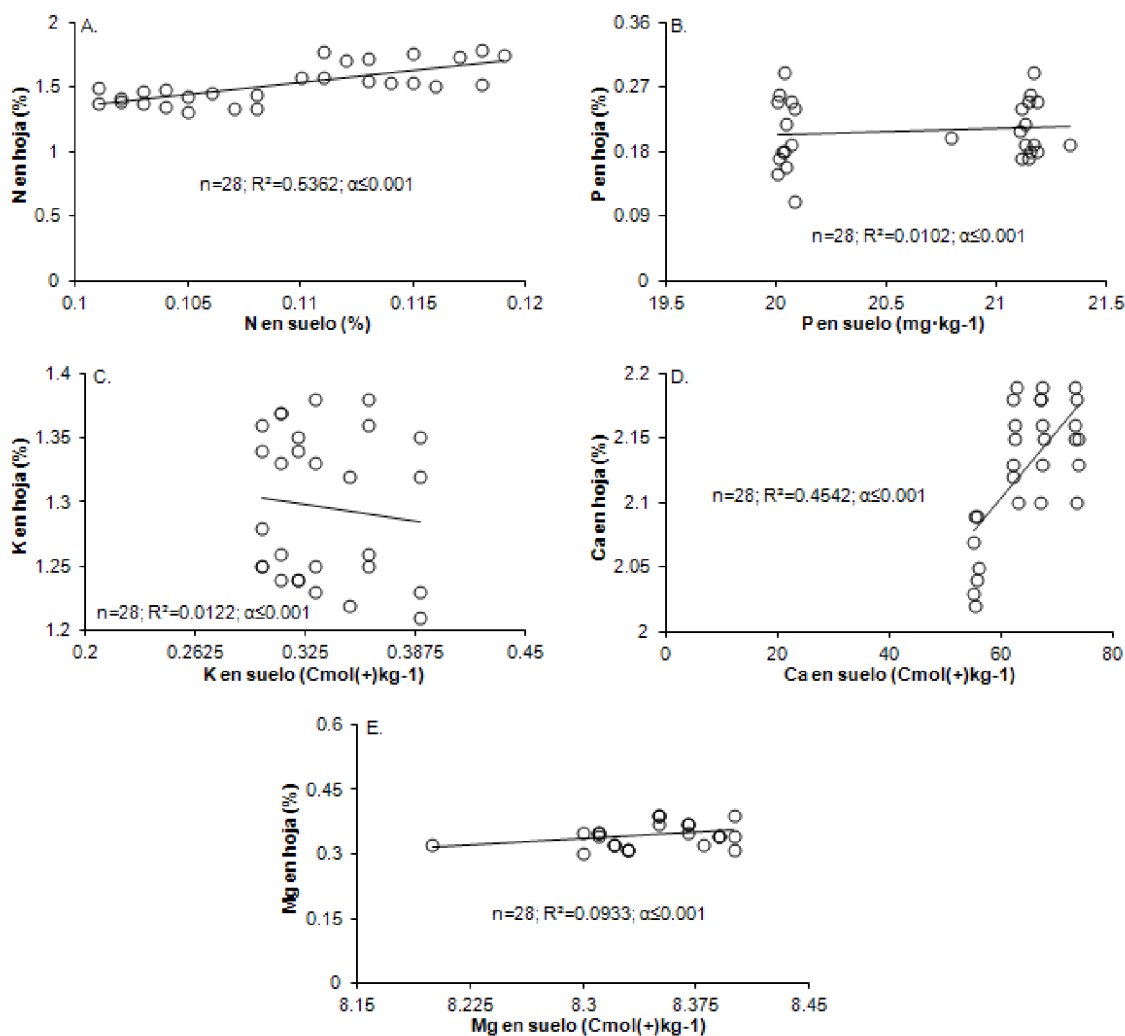 A.
2
1.5
1
0.5
0
N en hoja (%)
n=28; R²=0.5362; α≤0.001
0.1 0.105 0.11 0.115 0.12
N en suelo (%)
B.
0.36
0.27
0.18
0.09
0
P en hoja (%)
n=28; R²=0.0102; α≤0.001
19.5 20 20.5 21 21.5
P en suelo (mg·kg-1)
C.
1.4
1.35
1.3
1.25
1.2
K en hoja (%)
n=28; R²=0.0122; α≤0.001
0.2 0.2625 0.325 0.3875 0.45
K en suelo (Cmol(+)kg-1)
D.
2.2
2.15
2.1
2.05
2
Ca en hoja (%)
n=28; R²=0.4542; α≤0.001
0 20 40 60 80
Ca en suelo (Cmol(+)kg-1)
E.
0.6
0.45
0.3
0.15
0
Mg en hoja (%)
n=28; R²=0.0933; α≤0.001
8.15 8.225 8.3 8.375 8.45
Mg en suelo (Cmol(+)kg-1)